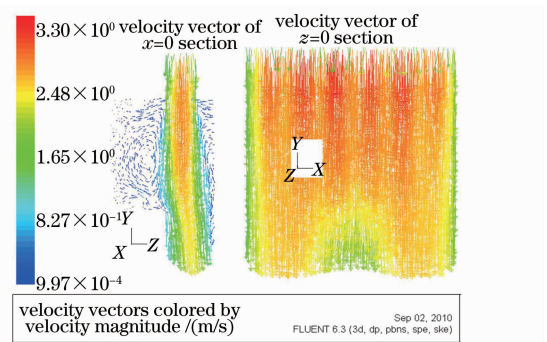 3.30×10⁰
2.48×10⁰
1.65×10⁰
8.27×10⁻¹
9.97×10⁻⁴
velocity vector of
x=0 section
velocity vector of
z=0 section
Y
X Z
Y
Z X
velocity vectors colored by
velocity magnitude /(m/s)
Sep 02, 2010
FLUENT 6.3 (3d, dp, pbns, spe, ske)